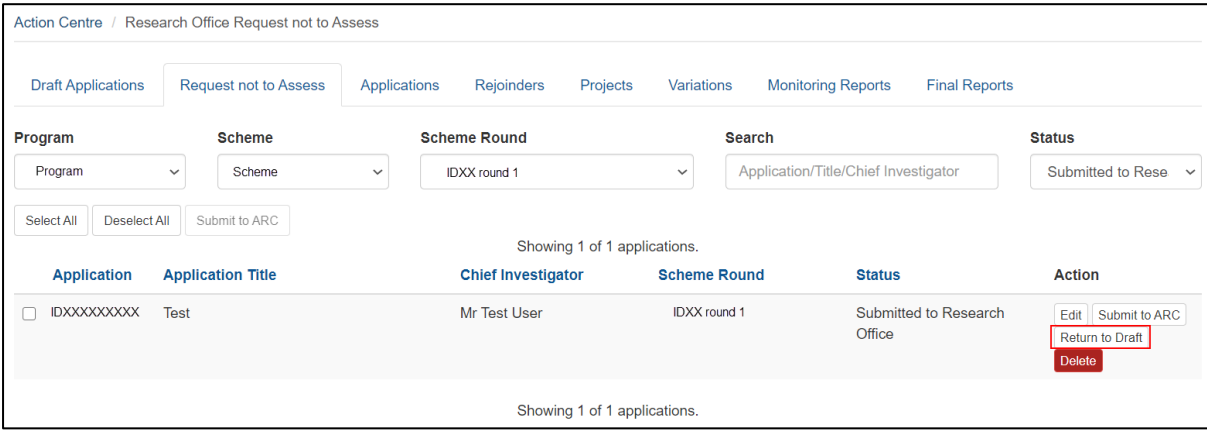 Action Centre / Research Office Request not to Assess
Draft Applications Request not to Assess Applications Rejoinders Projects Variations Monitoring Reports Final Reports
Program Scheme Scheme Round Search Status
Program Scheme IDXX round 1 Application/Title/Chief Investigator Submitted to Rese
Select All Deselect All Submit to ARC
Showing 1 of 1 applications.
Application Application Title Chief Investigator Scheme Round Status Action
IDXXXXXXXXX Test Mr Test User IDXX round 1 Submitted to Research Edit Submit to ARC
Office Return to Draft
Delete
Showing 1 of 1 applications.